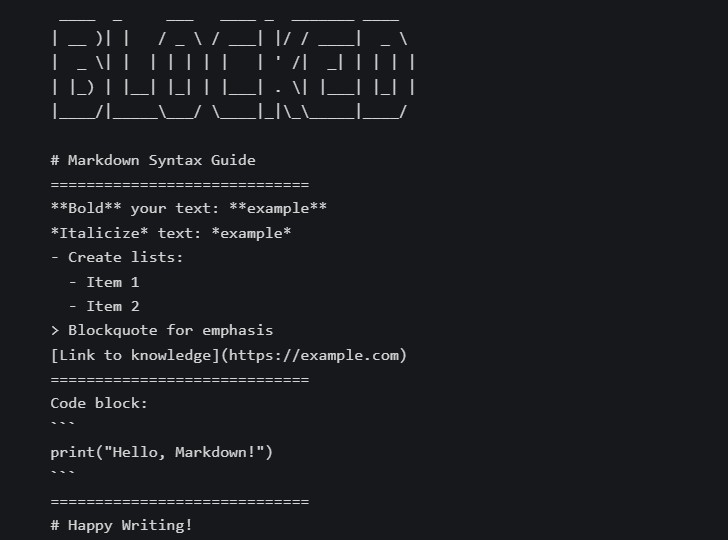 ____  _     ___   ____ _  _______ ____
| __ )| |   / _ \ / ___| |/ / ____|  _ \
|  _ \| |  | | | | |   | ' /|  _| | | | |
| |_) | |__| |_| | |___| . \| |___| |_| |
|____/|_____\___/ \____|_|\_\_____|____/
# Markdown Syntax Guide
=============================
**Bold** your text: **example**
*Italicize* text: *example*
- Create lists:
  - Item 1
  - Item 2
> Blockquote for emphasis
[Link to knowledge](https://example.com)
=============================
Code block:
```
print("Hello, Markdown!")
```
=============================
# Happy Writing!